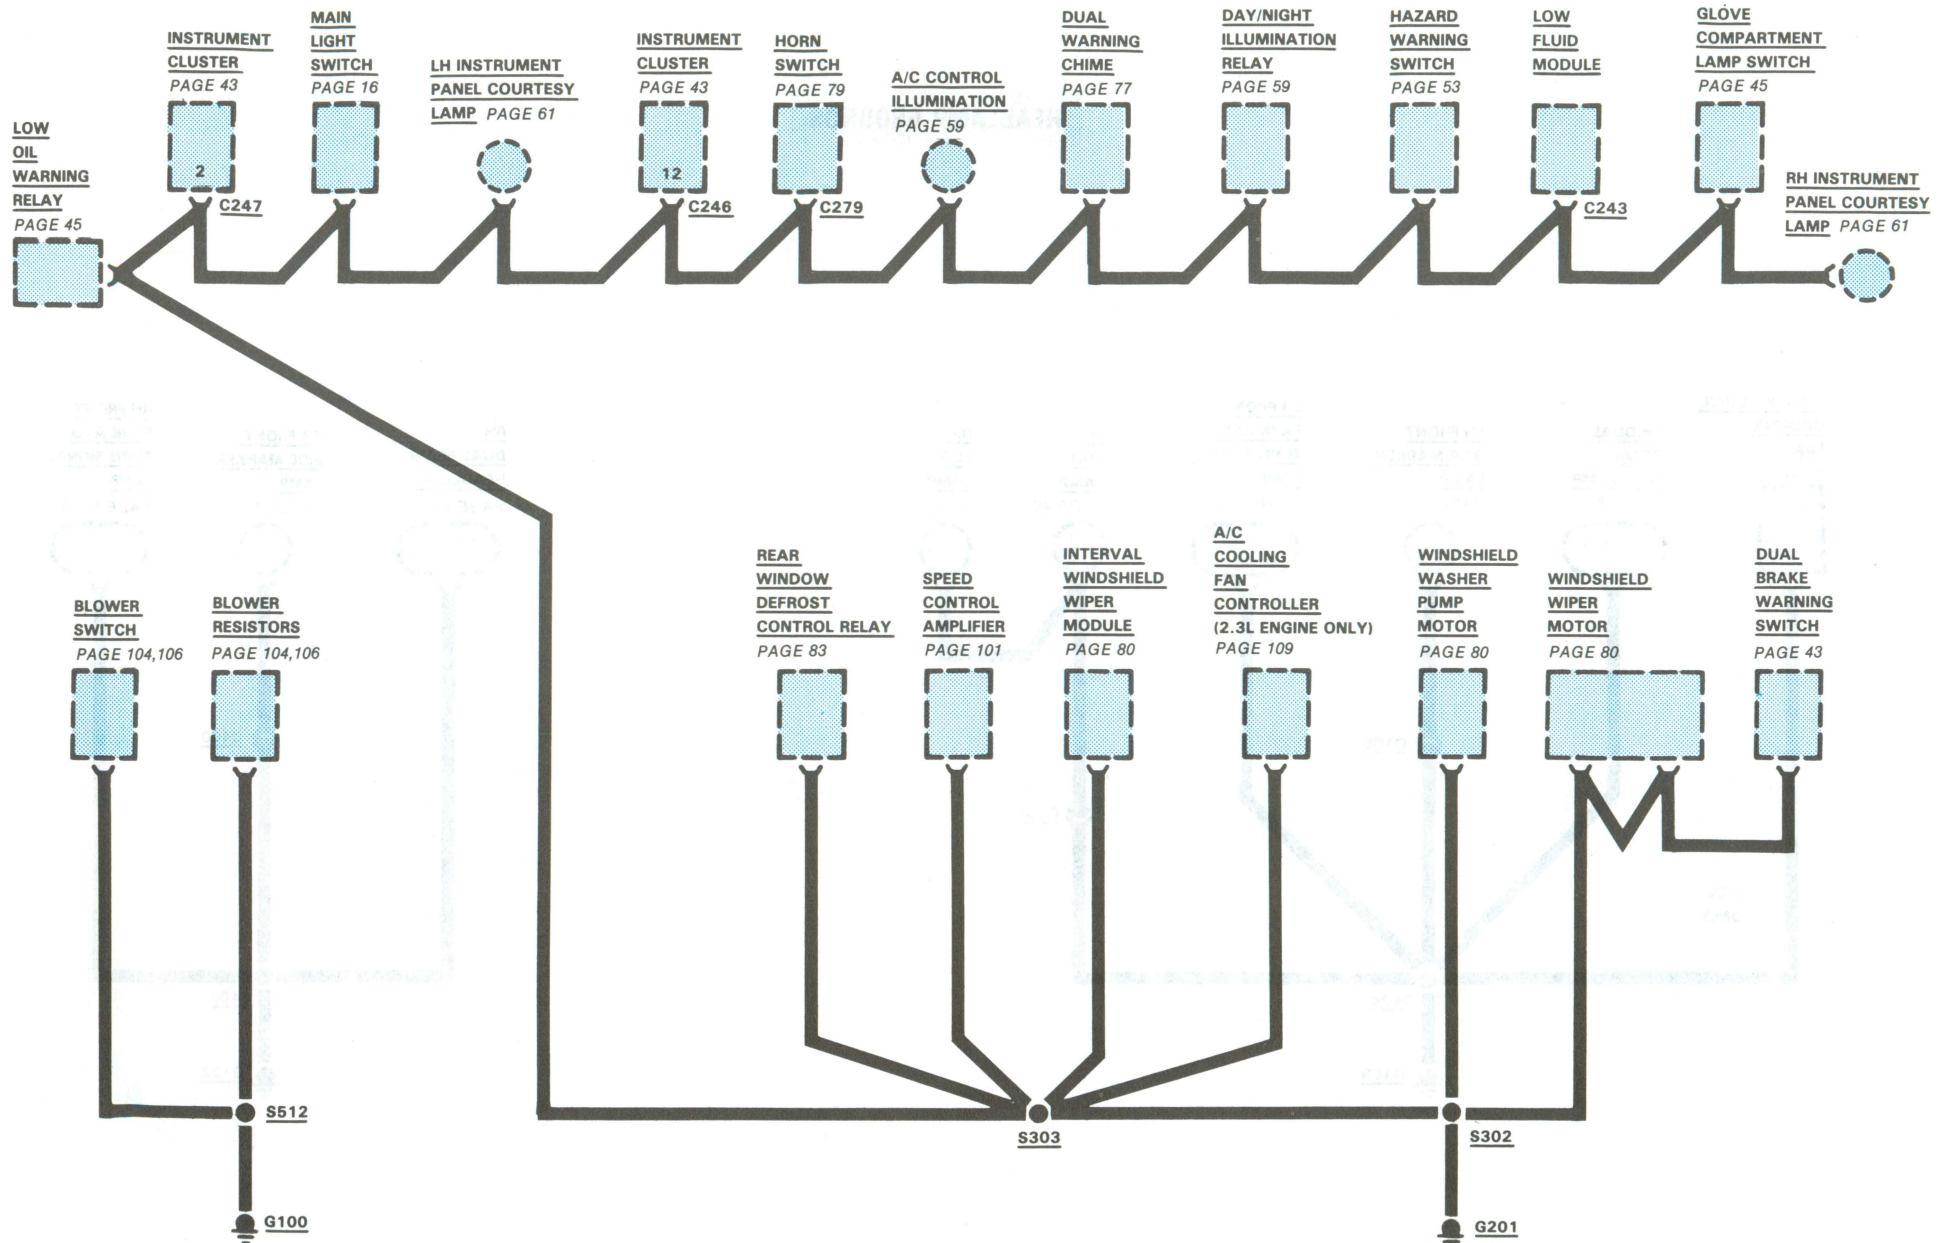 INSTRUMENT
CLUSTER
PAGE 43
2
C247
MAIN
LIGHT
SWITCH
PAGE 16
LH INSTRUMENT
PANEL COURTESY
LAMP PAGE 61
INSTRUMENT
CLUSTER
PAGE 43
12
C246
HORN
SWITCH
PAGE 79
C279
A/C CONTROL
ILLUMINATION
PAGE 59
DUAL
WARNING
CHIME
PAGE 77
DAY/NIGHT
ILLUMINATION
RELAY
PAGE 59
HAZARD
WARNING
SWITCH
PAGE 53
LOW
FLUID
MODULE
C243
GLOVE
COMPARTMENT
LAMP SWITCH
PAGE 45
RH INSTRUMENT
PANEL COURTESY
LAMP PAGE 61
LOW
OIL
WARNING
RELAY
PAGE 45
BLOWER
SWITCH
PAGE 104,106
BLOWER
RESISTORS
PAGE 104,106
REAR
WINDOW
DEFROST
CONTROL RELAY
PAGE 83
SPEED
CONTROL
AMPLIFIER
PAGE 101
INTERVAL
WINDSHIELD
WIPER
MODULE
PAGE 80
A/C
COOLING
FAN
CONTROLLER
(2.3L ENGINE ONLY)
PAGE 109
WINDSHIELD
WASHER
PUMP
MOTOR
PAGE 80
WINDSHIELD
WIPER
MOTOR
PAGE 80
DUAL
BRAKE
WARNING
SWITCH
PAGE 43
S512
S303
S302
G100
G201